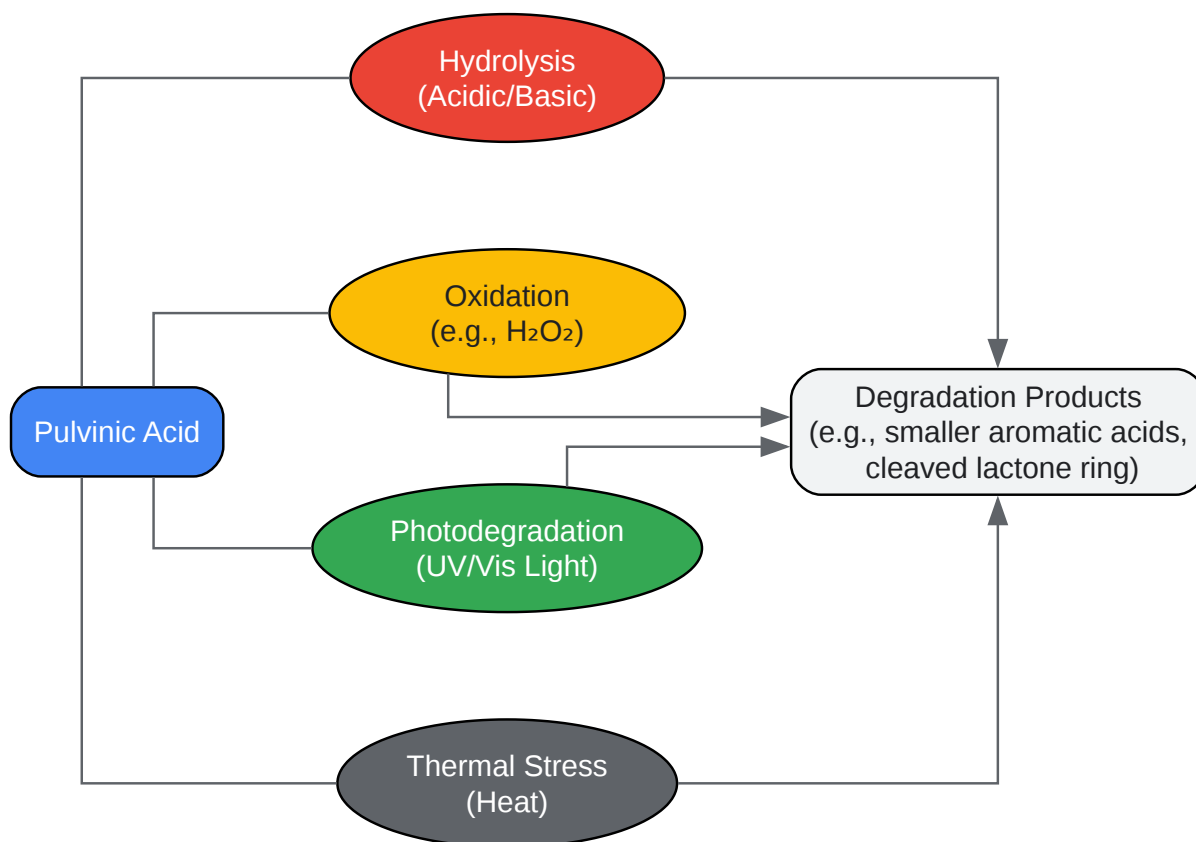 Hydrolysis
(Acidic/Basic)
Oxidation
(e.g., H₂O₂)
Pulvinic Acid
Degradation Products
(e.g., smaller aromatic acids,
cleaved lactone ring)
Photodegradation
(UV/Vis Light)
Thermal Stress
(Heat)